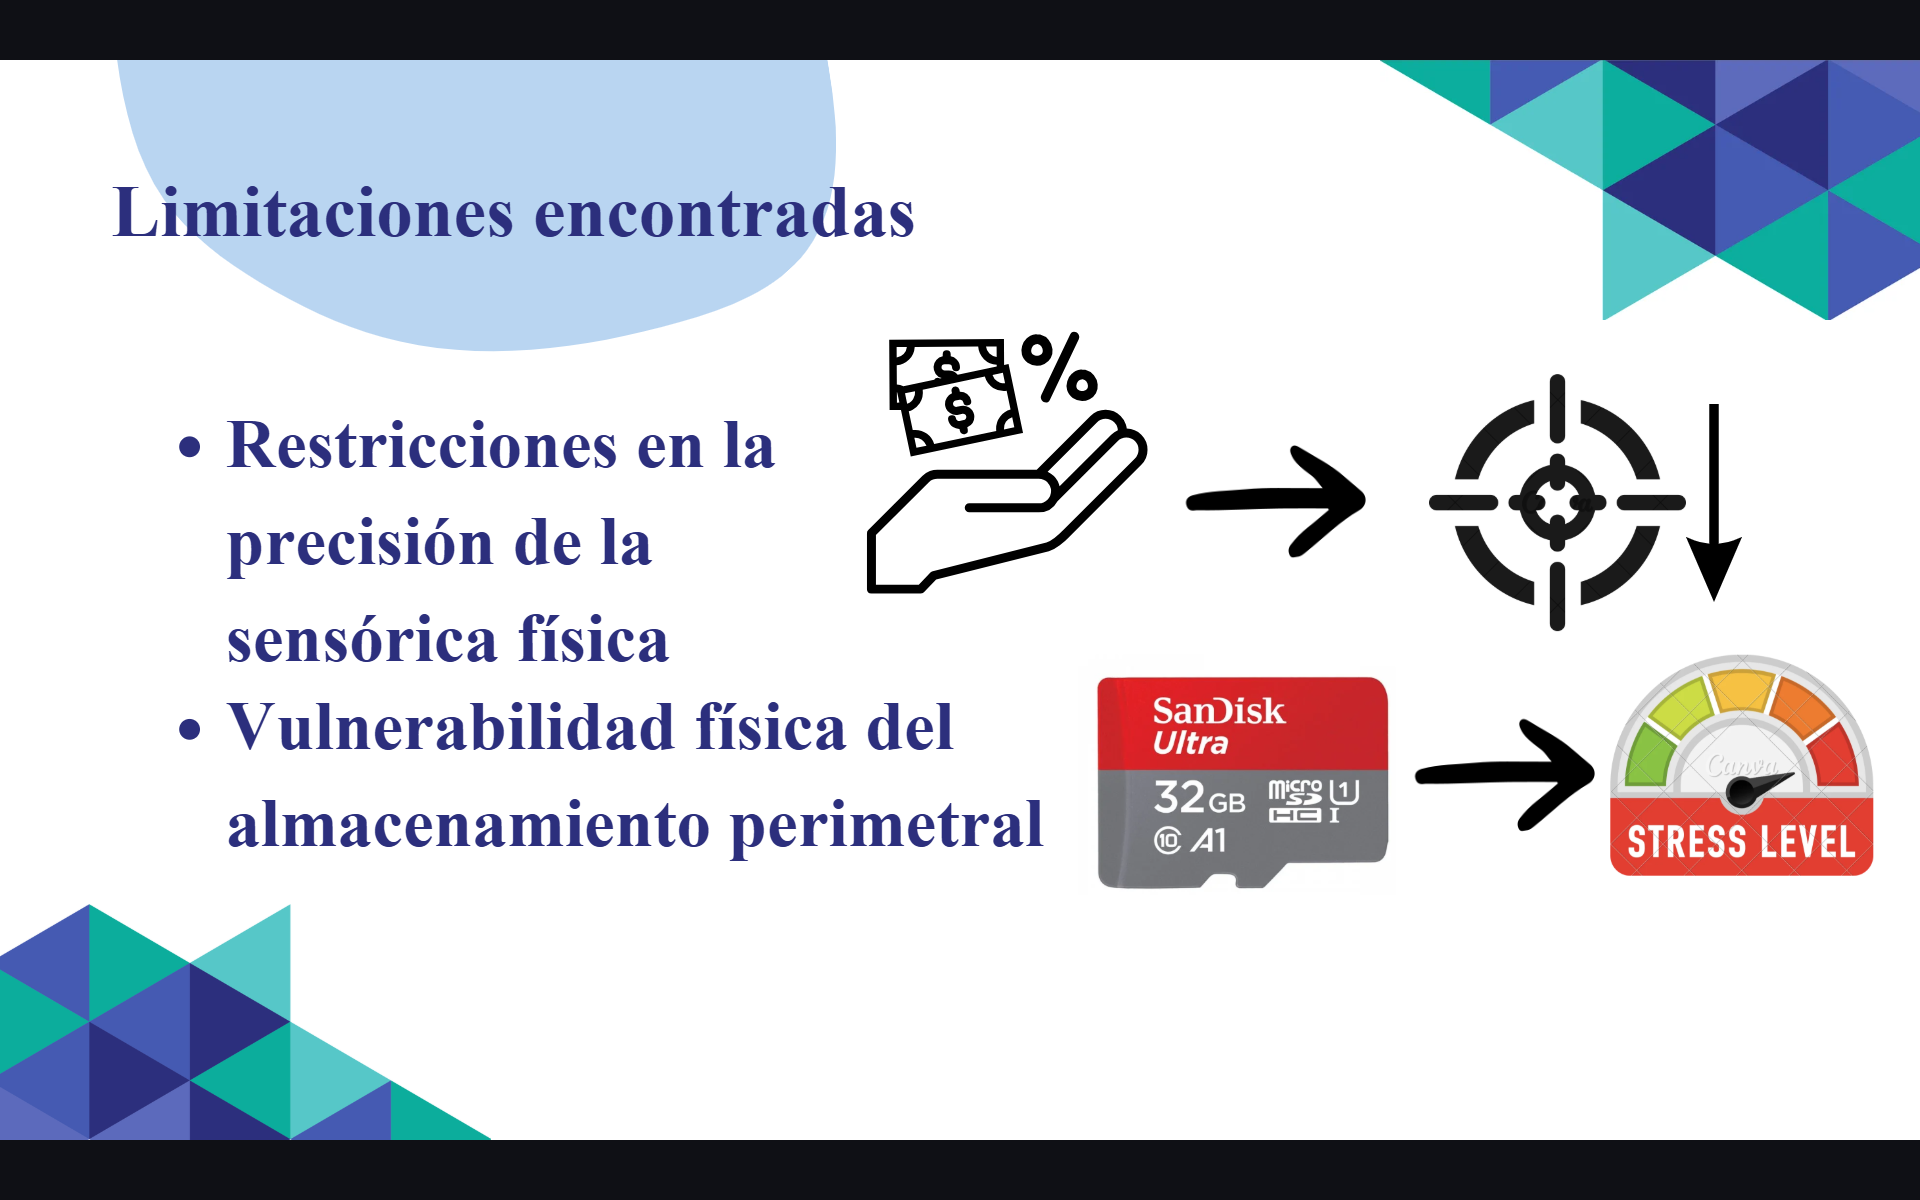 Limitaciones encontradas
$
$
%
• Restricciones en la
precisión de la
sensórica física
• Vulnerabilidad física del
almacenamiento perimetral
SanDisk
Ultra
32GB
micro
SD
HC I
U1
10 A1
Canva
STRESS LEVEL